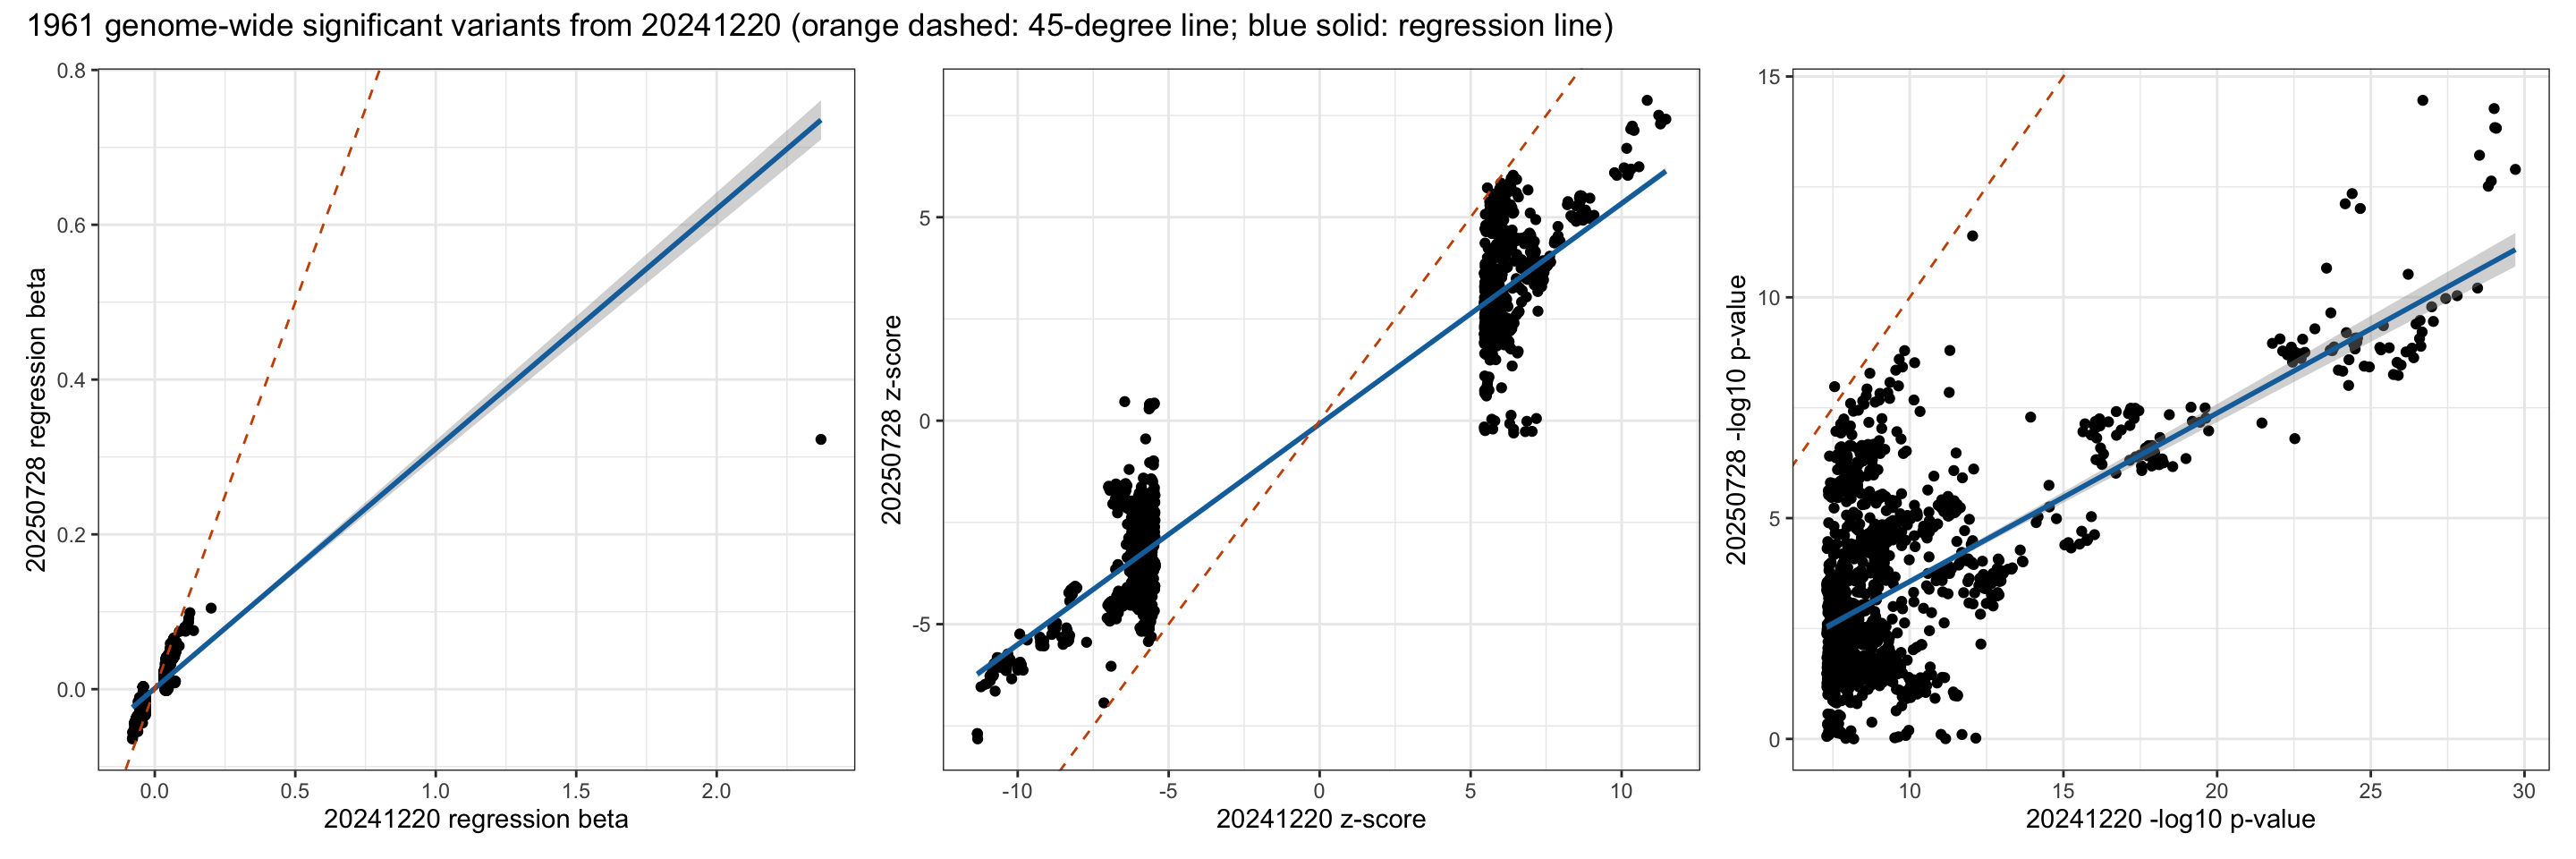 1961 genome-wide significant variants from 20241220 (orange dashed: 45-degree line; blue solid: regression line)
20250728 regression beta
0.8
0.6
0.4
0.2
0.0
0.0 0.5 1.0 1.5 2.0
20241220 regression beta
20250728 z-score
5
0
-5
-10 -5 0 5 10
20241220 z-score
20250728 -log10 p-value
15
10
5
0
10 15 20 25 30
20241220 -log10 p-value